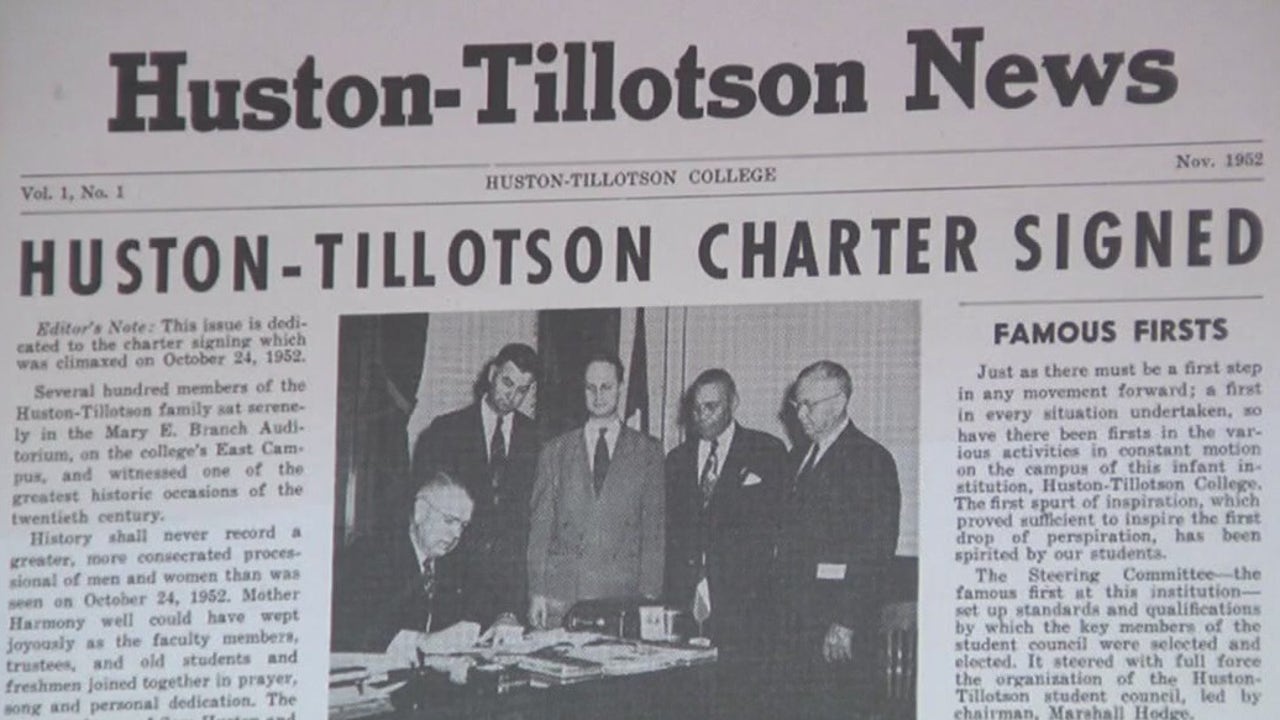 Huston-Tillotson News
Vol. 1, No. 1
HUSTON-TILLOTSON COLLEGE
Nov. 1952
HUSTON-TILLOTSON CHARTER SIGNED
Editor's Note: This issue is dedi-
cated to the charter signing which
was climaxed on October 24, 1952.
Several hundred members of the
Huston-Tillotson family sat serene-
ly in the Mary E. Branch Audi-
torium, on the college's East Cam-
pus, and witnessed one of the
greatest historic occasions of the
twentieth century.
History shall never record a
greater, more consecrated proces-
sional of men and women than was
seen on October 24, 1952. Mother
Harmony well could have wept
joyously as the faculty members,
trustees, and old students and
freshmen joined together in prayer,
song and personal dedication. The
FAMOUS FIRSTS
Just as there must be a first step
in any movement forward; a first
in every situation undertaken, so
have there been firsts in the var-
ious activities in constant motion
on the campus of this infant in-
stitution, Huston-Tillotson College.
The first spurt of inspiration, which
proved sufficient to inspire the first
drop of perspiration, has been
spirited by our students.
The Steering Committee—the
famous first at this institution—
set up standards and qualifications
by which the key members of the
student council were selected and
elected. It steered with full force
the organization of the Huston-
Tillotson student council, led by
chairman, Marshall Hodge.